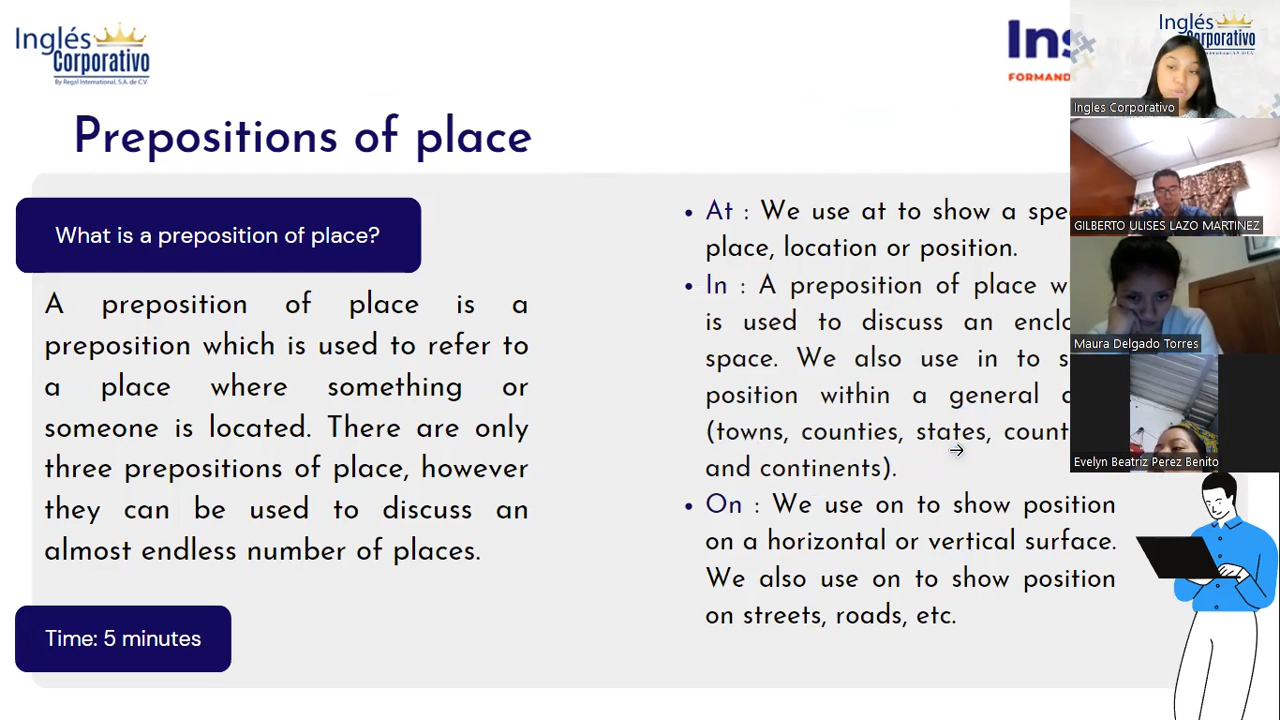 Inglés
Corporativo
By Regal International, S.A. de C.V.
FORMAND
Inglés
Corporativo
Ingles Corporativo
Prepositions of place
What is a preposition of place?
A preposition of place is a
preposition which is used to refer to
a place where something or
someone is located. There are only
three prepositions of place, however
they can be used to discuss an
almost endless number of places.
Time: 5 minutes
• At : We use at to show a spe
place, location or position.
• In : A preposition of place w
is used to discuss an enclo
space. We also use in to s
position within a general
(towns, counties, states, count
and continents).
• On : We use on to show position
on a horizontal or vertical surface.
We also use on to show position
on streets, roads, etc.
GILBERTO ULISES LAZO MARTINEZ
Maura Delgado Torres
Evelyn Beatriz Perez Benito